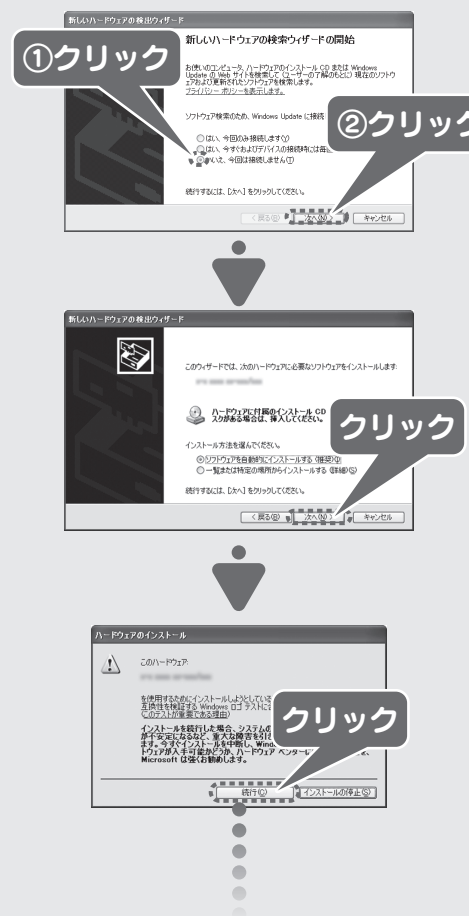 新しいハードウェアの検出ウィザード
新しいハードウェアの検索ウィザードの開始
①クリック
お使いのコンピュータ、ハードウェアのインストール CD または Windows
Update の Web サイトを検索して (ユーザーの了解のもとに) 現在のソフトウ
ェアおよび更新されたソフトウェアを検索します。
プライバシー ポリシーを表示します。
ソフトウェア検索のため、Windows Update に接続
②クリック
はい、今回のみ接続します(Y)
はい、今すぐおよびデバイスの接続時には毎回
いいえ、今回は接続しません(T)
続行するには、[次へ] をクリックしてください。
< 戻る(B) 次へ(N) > キャンセル
新しいハードウェアの検出ウィザード
このウィザードでは、次のハードウェアに必要なソフトウェアをインストールします:
ハードウェアに付属のインストール CD
スクがある場合は、挿入してください。
クリック
インストール方法を選んでください。
ソフトウェアを自動的にインストールする (推奨)(I)
一覧または特定の場所からインストールする (詳細)(S)
続行するには、[次へ] をクリックしてください。
< 戻る(B) 次へ(N) > キャンセル
ハードウェアのインストール
このハードウェア:
を使用するためにインストールしようとしている
互換性を検証する Windows ロゴ テストに
(このテストが重要である理由)
クリック
インストールを続行した場合、システムの
が不安定になるなど、重大な障害を引き
ます。今すぐインストールを中断し、Wind
トウェアが入手可能かどうか、ハードウェア ベンダーに
Microsoft は強くお勧めします。
続行(C) インストールの停止(S)